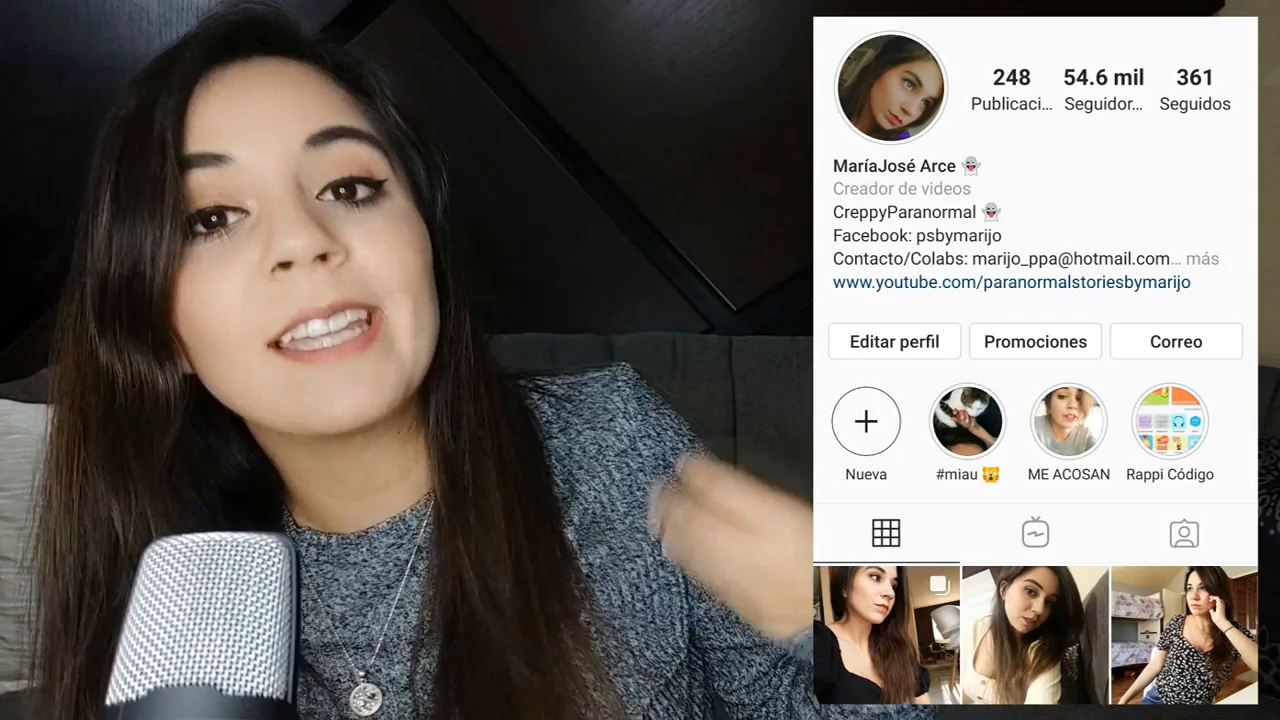 248 54.6 mil 361
Publicaci... Seguidor... Seguidos
MaríaJosé Arce 👻
Creador de videos
CreppyParanormal 👻
Facebook: psbymarijo
Contacto/Colabs: marijo_ppa@hotmail.com... más
www.youtube.com/paranormalstoriesbymarijo
Editar perfil Promociones Correo
Nueva #miau 🐱 ME ACOSAN Rappi Código